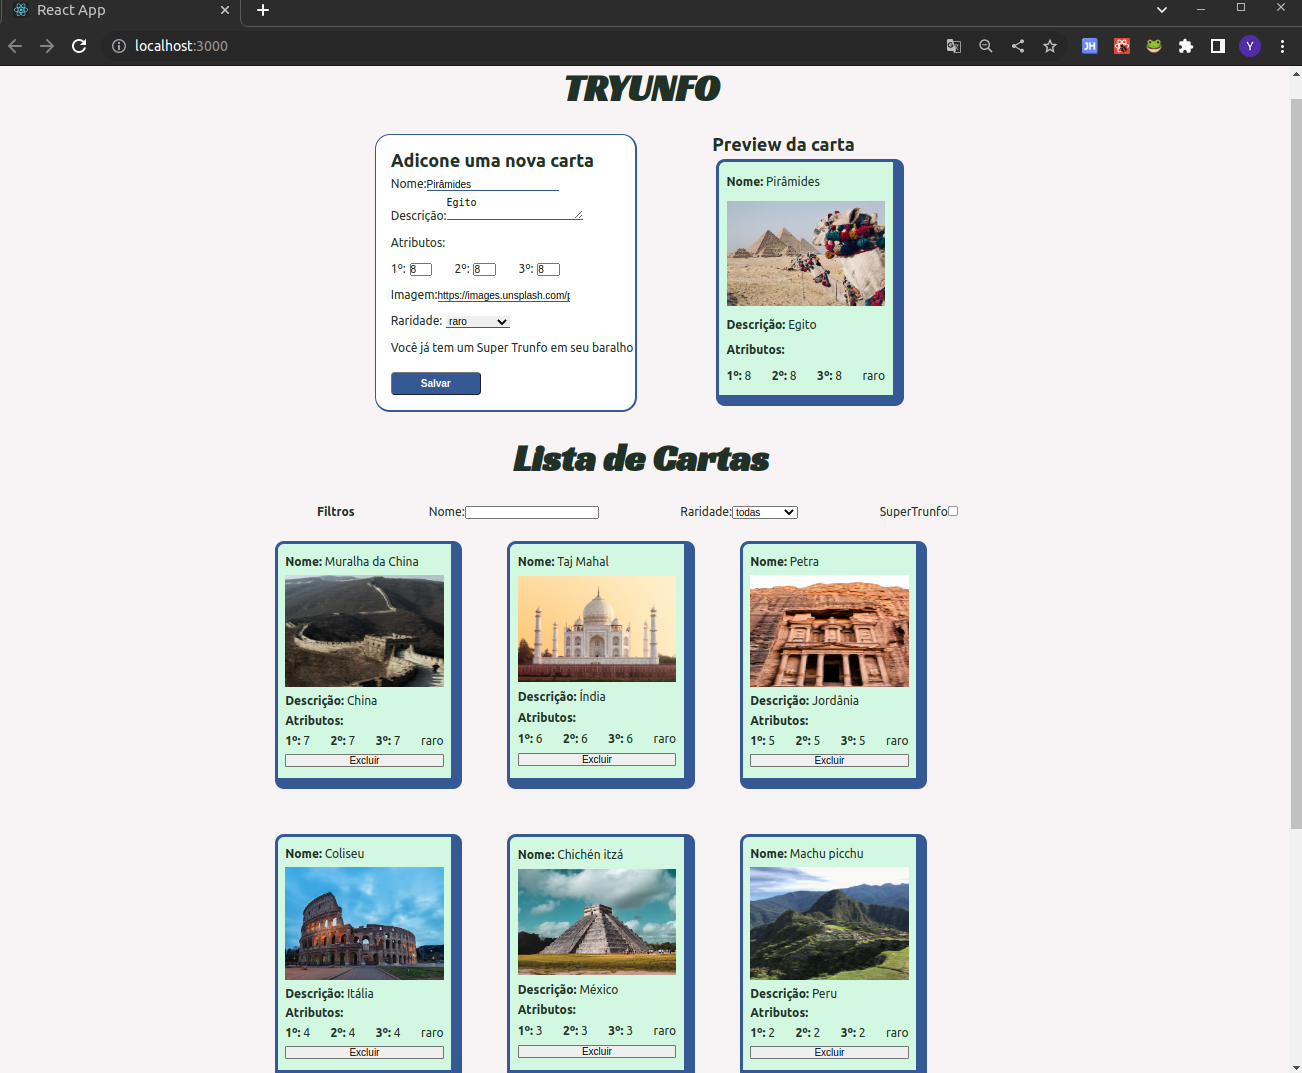 React App
localhost:3000
JH
Y
TRYUNFO
Adicione uma nova carta
Nome:Pirâmides
Descrição:Egito
Atributos:
1º: 8 2º: 8 3º: 8
Imagem:https://images.unsplash.com/p
Raridade: raro
Você já tem um Super Trunfo em seu baralho
Salvar
Preview da carta
Nome: Pirâmides
Descrição: Egito
Atributos:
1º: 8 2º: 8 3º: 8 raro
Lista de Cartas
Filtros Nome: Raridade:todas SuperTrunfo
Nome: Muralha da China
Descrição: China
Atributos:
1º: 7 2º: 7 3º: 7 raro
Excluir
Nome: Taj Mahal
Descrição: Índia
Atributos:
1º: 6 2º: 6 3º: 6 raro
Excluir
Nome: Petra
Descrição: Jordânia
Atributos:
1º: 5 2º: 5 3º: 5 raro
Excluir
Nome: Coliseu
Descrição: Itália
Atributos:
1º: 4 2º: 4 3º: 4 raro
Excluir
Nome: Chichén itzá
Descrição: México
Atributos:
1º: 3 2º: 3 3º: 3 raro
Excluir
Nome: Machu picchu
Descrição: Peru
Atributos:
1º: 2 2º: 2 3º: 2 raro
Excluir